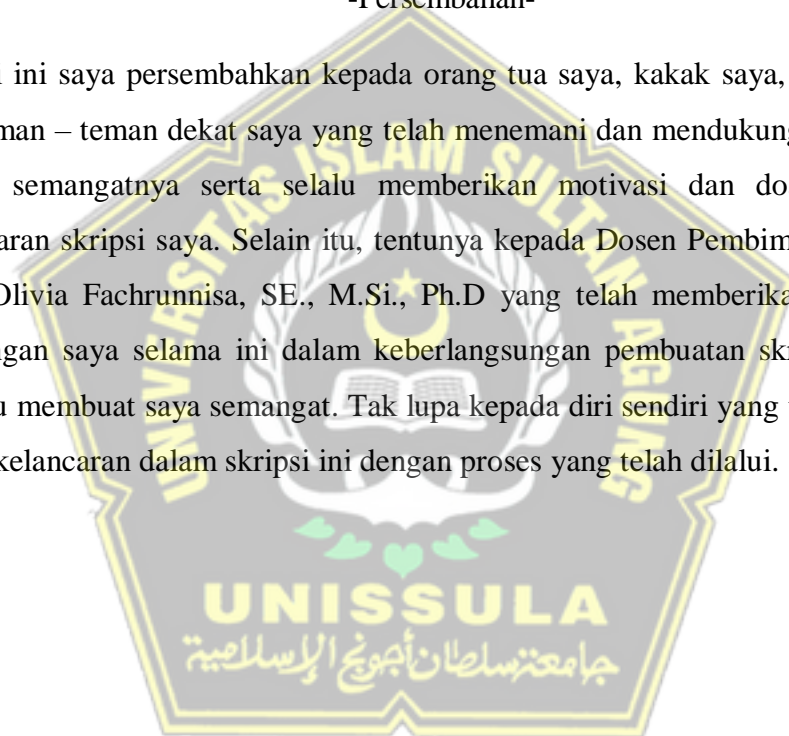 -Persembahan-
i ini saya persembahkan kepada orang tua saya, kakak saya,
man – teman dekat saya yang telah menemani dan mendukung
semangatnya serta selalu memberikan motivasi dan do
aran skripsi saya. Selain itu, tentunya kepada Dosen Pembim
Olivia Fachrunnisa, SE., M.Si., Ph.D yang telah memberika
ngan saya selama ini dalam keberlangsungan pembuatan sk
u membuat saya semangat. Tak lupa kepada diri sendiri yang
kelancaran dalam skripsi ini dengan proses yang telah dilalui.
UNIVERSITAS ISLAM SULTAN AGUNG
UNISSULA
جامعة سلطان أجونج الإسلامية